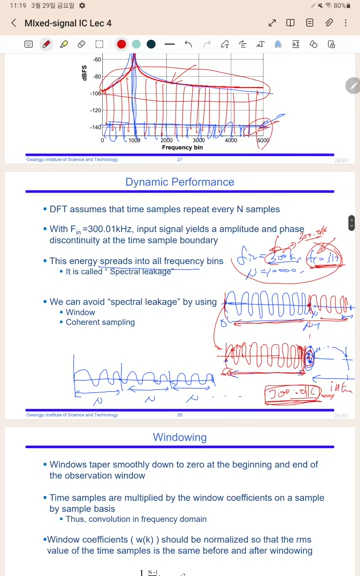 11:19 3월 29일 금요일
80%
MIxed-signal IC Lec 4
-60
-80
-100
-120
-140
dBFS
0 1000 2000 3000 4000 5000
Frequency bin
Gwangju Institute of Science and Technology 27
Dynamic Performance
• DFT assumes that time samples repeat every N samples
• With Fin =300.01kHz, input signal yields a amplitude and phase
discontinuity at the time sample boundary
• This energy spreads into all frequency bins
• It is called "Spectral leakage"
• We can avoid "spectral leakage" by using
• Window
• Coherent sampling
N N N
Gwangju Institute of Science and Technology 28
Windowing
• Windows taper smoothly down to zero at the beginning and end of
the observation window
• Time samples are multiplied by the window coefficients on a sample
by sample basis
• Thus, convolution in frequency domain
•Window coefficients ( w(k) ) should be normalized so that the rms
value of the time samples is the same before and after windowing